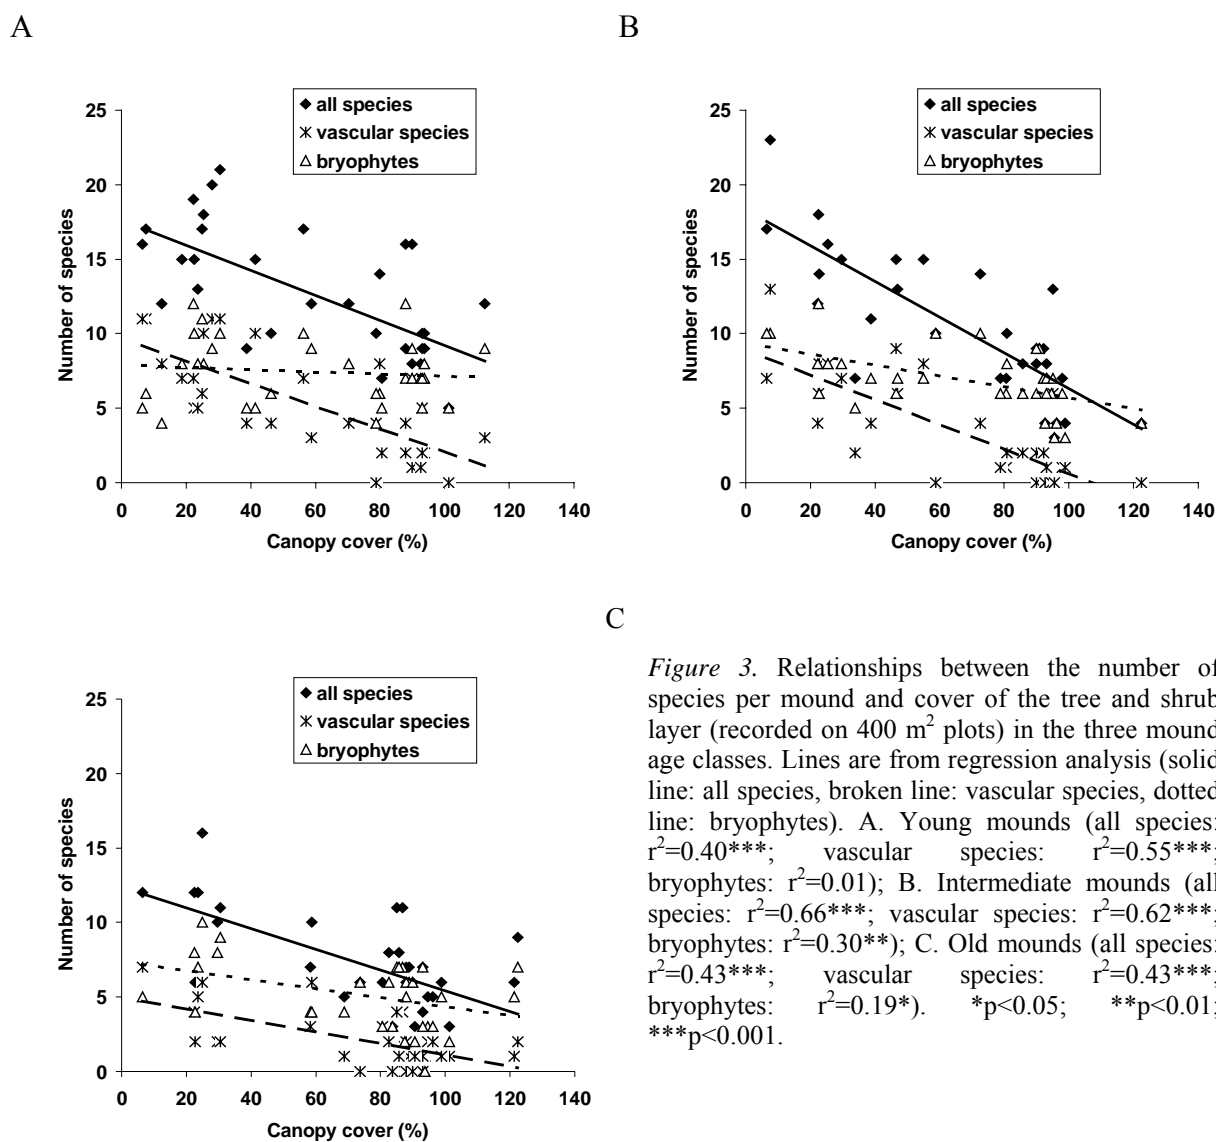 A
B
all species
vascular species
bryophytes
25
20
15
10
5
0
Number of species
0 20 40 60 80 100 120 140
Canopy cover (%)
all species
vascular species
bryophytes
25
20
15
10
5
0
Number of species
0 20 40 60 80 100 120 140
Canopy cover (%)
C
all species
vascular species
bryophytes
25
20
15
10
5
0
Number of species
0 20 40 60 80 100 120 140
Canopy cover (%)
Figure 3. Relationships between the number of
species per mound and cover of the tree and shrub
layer (recorded on 400 m² plots) in the three mound
age classes. Lines are from regression analysis (solid
line: all species, broken line: vascular species, dotted
line: bryophytes). A. Young mounds (all species:
r²=0.40***; vascular species: r²=0.55***;
bryophytes: r²=0.01); B. Intermediate mounds (all
species: r²=0.66***; vascular species: r²=0.62***;
bryophytes: r²=0.30**); C. Old mounds (all species:
r²=0.43***; vascular species: r²=0.43***;
bryophytes: r²=0.19*). *p<0.05; **p<0.01;
***p<0.001.